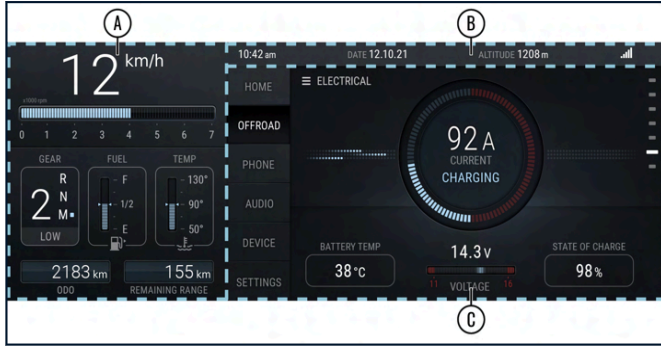 A
B
12 km/h
x1000 rpm
0 1 2 3 4 5 6 7
GEAR
2
R
N
M
LOW
FUEL
F
1/2
E
TEMP
130°
90°
50°
2183 km
ODO
155 km
REMAINING RANGE
10:42 am
DATE 12.10.21
ALTITUDE 1208 m
HOME
OFFROAD
PHONE
AUDIO
DEVICE
SETTINGS
☰ ELECTRICAL
92 A
CURRENT
CHARGING
BATTERY TEMP
38 °C
14.3 V
11 16
VOLTAGE
STATE OF CHARGE
98 %
C